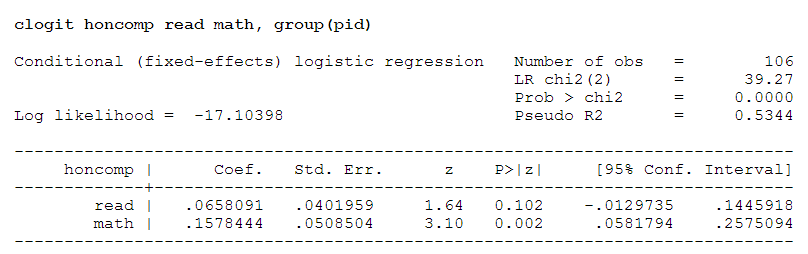 clogit honcomp read math, group(pid)
Conditional (fixed-effects) logistic regression   Number of obs   =        106
                                                  LR chi2(2)      =      39.27
                                                  Prob > chi2     =     0.0000
Log likelihood =  -17.10398                       Pseudo R2       =     0.5344
------------------------------------------------------------------------------
     honcomp |      Coef.   Std. Err.      z    P>|z|     [95% Conf. Interval]
-------------+----------------------------------------------------------------
        read |   .0658091   .0401959     1.64   0.102    -.0129735    .1445918
        math |   .1578444   .0508504     3.10   0.002     .0581794    .2575094
------------------------------------------------------------------------------